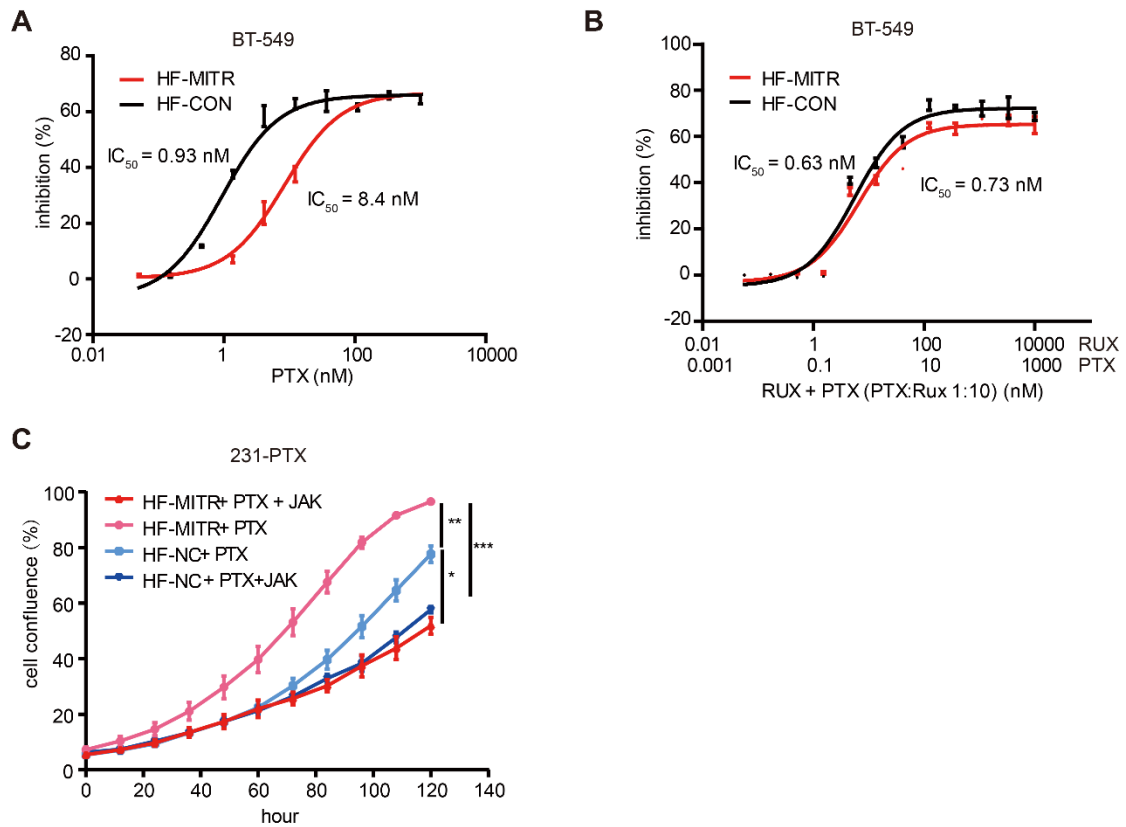 A
BT-549
80
60
40
20
0
-20
inhibition (%)
HF-MITR
HF-CON
IC50 = 0.93 nM
IC50 = 8.4 nM
0.01
1
100
10000
PTX (nM)
B
BT-549
100
80
60
40
20
0
-20
inhibition (%)
HF-MITR
HF-CON
IC50 = 0.63 nM
IC50 = 0.73 nM
0.01 1 100 10000 RUX
0.001 0.1 10 1000 PTX
RUX + PTX (PTX:Rux 1:10) (nM)
C
231-PTX
100
80
60
40
20
0
cell confluence (%)
HF-MITR+ PTX + JAK
HF-MITR+ PTX
HF-NC+ PTX
HF-NC+ PTX+JAK
**
*
***
0 20 40 60 80 100 120 140
hour